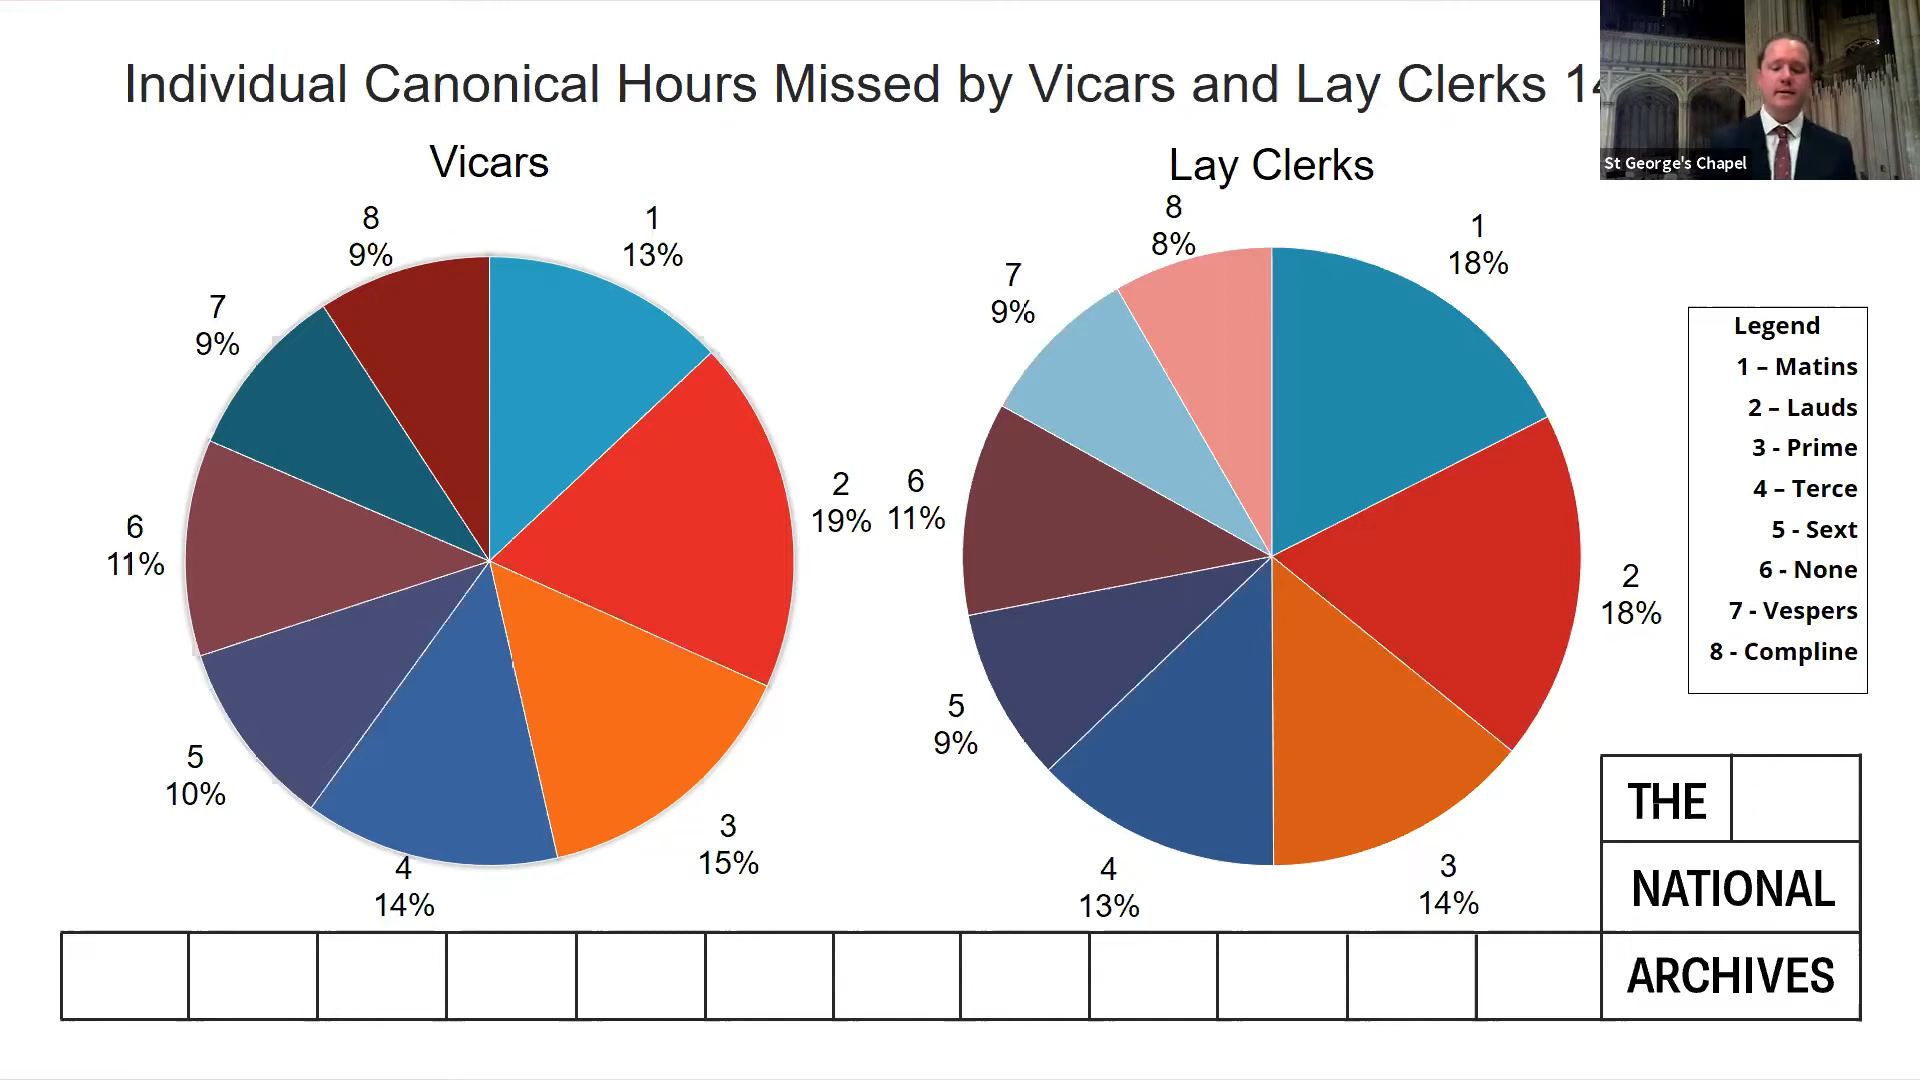 Individual Canonical Hours Missed by Vicars and Lay Clerks
St George's Chapel
Vicars
1
13%
2
19%
3
15%
4
14%
5
10%
6
11%
7
9%
8
9%
Lay Clerks
1
18%
2
18%
3
14%
4
13%
5
9%
6
11%
7
9%
8
8%
Legend
1 – Matins
2 – Lauds
3 - Prime
4 – Terce
5 - Sext
6 - None
7 - Vespers
8 - Compline
THE
NATIONAL
ARCHIVES